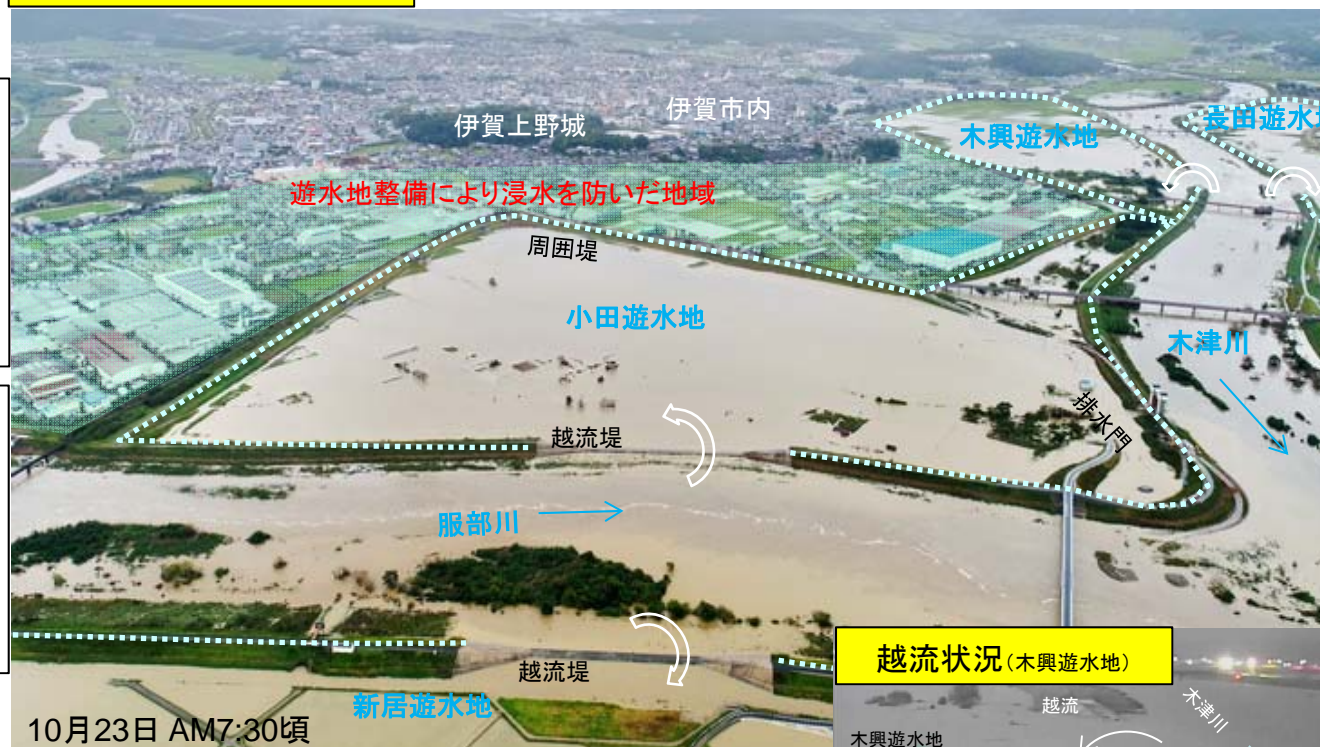 伊賀市内
伊賀上野城
木興遊水地
長田遊水地
遊水地整備により浸水を防いだ地域
周囲堤
小田遊水地
木津川
排水門
越流堤
服部川
越流堤
新居遊水地
10月23日 AM7:30頃
越流状況(木興遊水地)
越流
木津川
木興遊水地